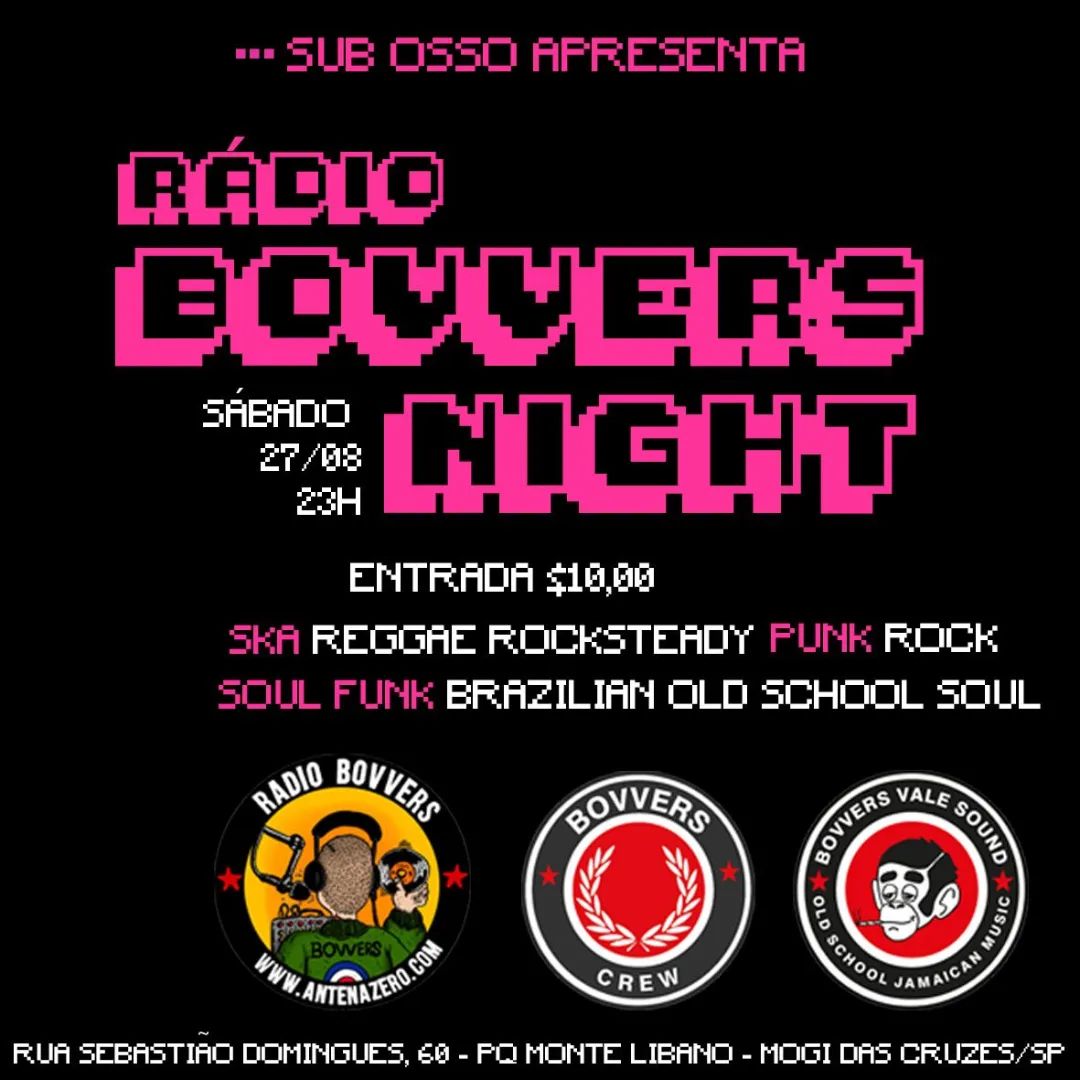 ··· SUB OSSO APRESENTA
RÁDIO
BOVVERS
NIGHT
SÁBADO
27/08
23H
ENTRADA $10,00
SKA REGGAE ROCKSTEADY PUNK ROCK
SOUL FUNK BRAZILIAN OLD SCHOOL SOUL
RADIO BOVVERS
BOVVERS
WWW.ANTENAZERO.COM
BOVVERS
CREW
BOVVERS VALE SOUND
OLD SCHOOL JAMAICAN MUSIC
RUA SEBASTIÃO DOMINGUES, 60 - PQ MONTE LIBANO - MOGI DAS CRUZES/SP